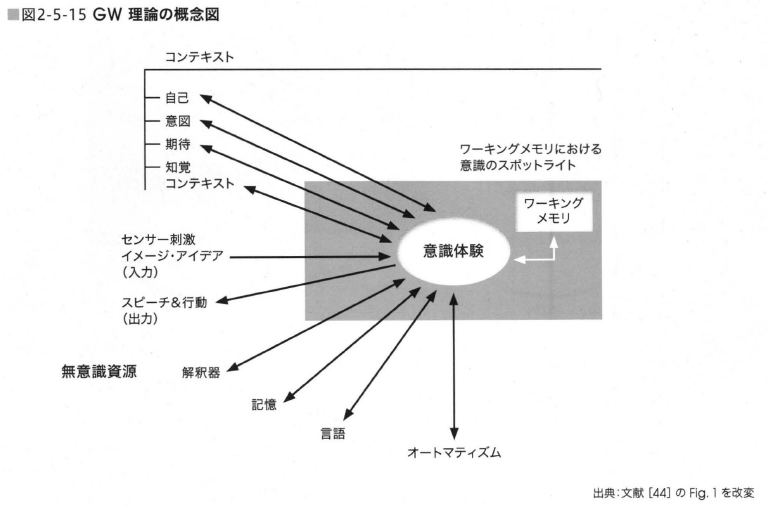 ■図2-5-15 GW 理論の概念図
コンテキスト
自己
意図
期待
知覚
コンテキスト
ワーキングメモリにおける
意識のスポットライト
ワーキング
メモリ
意識体験
センサー刺激
イメージ・アイデア
(入力)
スピーチ&行動
(出力)
無意識資源
解釈器
記憶
言語
オートマティズム
出典:文献[44]のFig. 1を改変